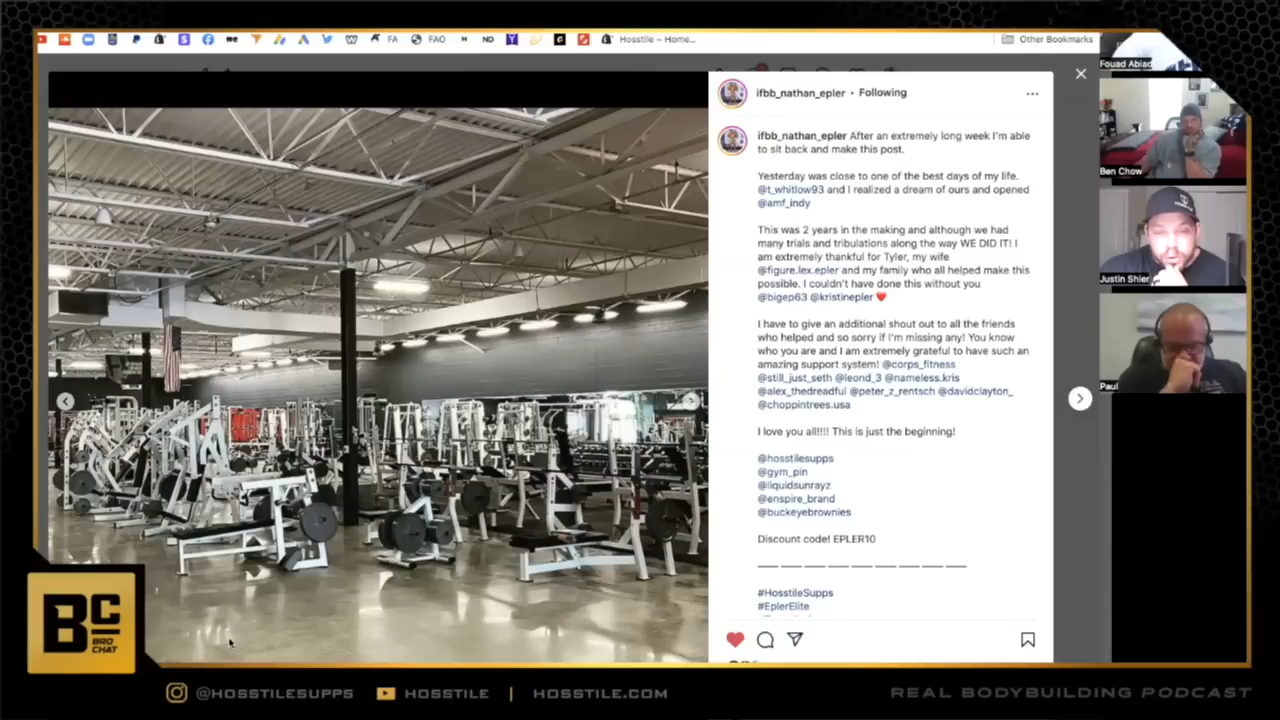 FA
FAO
ND
Hosstile – Home...
Other Bookmarks
ifbb_nathan_epler • Following
ifbb_nathan_epler After an extremely long week I'm able
to sit back and make this post.
Yesterday was close to one of the best days of my life.
@t_whitlow93 and I realized a dream of ours and opened
@amf_indy
This was 2 years in the making and although we had
many trials and tribulations along the way WE DID IT! I
am extremely thankful for Tyler, my wife
@figure.lex.epler and my family who all helped make this
possible. I couldn't have done this without you
@bigep63 @kristinepler ❤️
I have to give an additional shout out to all the friends
who helped and so sorry if I'm missing any! You know
who you are and I am extremely grateful to have such an
amazing support system! @corps_fitness
@still_just_seth @leond_3 @nameless.kris
@alex_thedreadful @peter_z_rentsch @davidclayton_
@choppintrees.usa
I love you all!!!! This is just the beginning!
@hosstilesupps
@gym_pin
@liquidsunrayz
@enspire_brand
@buckeyebrownies
Discount code! EPLER10
#HosstileSupps
#EplerElite
Fouad Abiad
Ben Chow
Justin Shier
Paul
BC
BRO
CHAT
@HOSSTILESUPPS
HOSSTILE | HOSSTILE.COM
REAL BODYBUILDING PODCAST